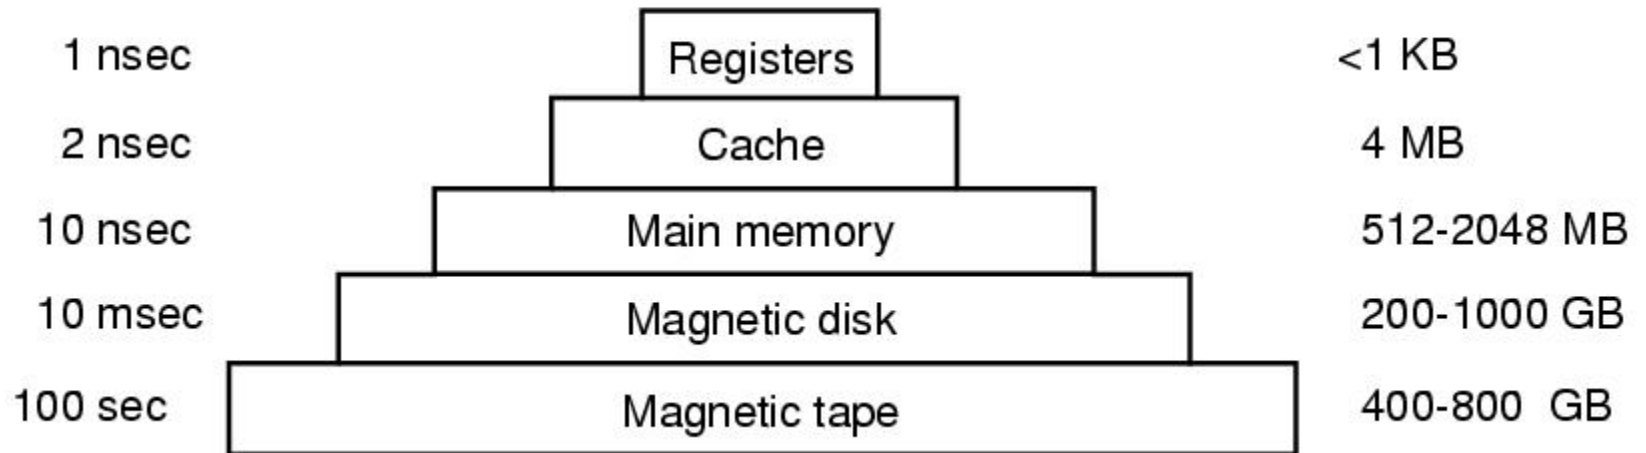 1 nsec Registers <1 KB
2 nsec Cache 4 MB
10 nsec Main memory 512-2048 MB
10 msec Magnetic disk 200-1000 GB
100 sec Magnetic tape 400-800 GB